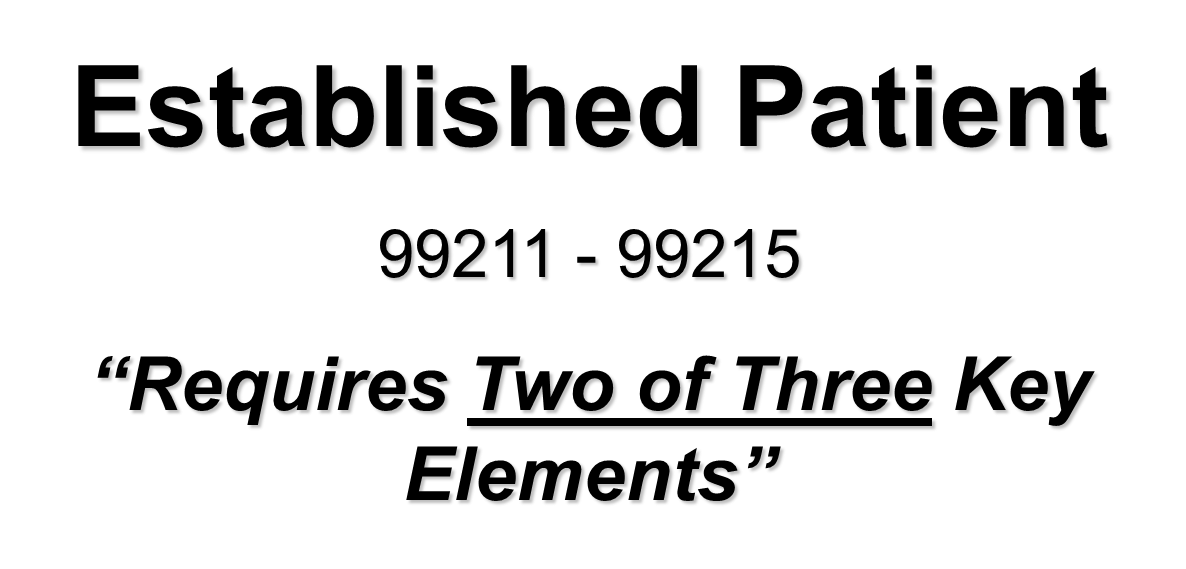 Established Patient
99211 - 99215
“Requires Two of Three Key
Elements”